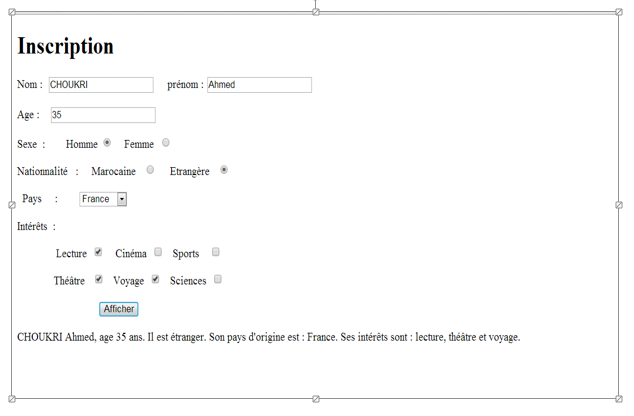 Inscription
Nom : CHOUKRI prénom : Ahmed
Age : 35
Sexe : Homme Femme
Nationnalité : Marocaine Etrangère
Pays : France
Intérêts :
Lecture Cinéma Sports
Théâtre Voyage Sciences
Afficher
CHOUKRI Ahmed, age 35 ans. Il est étranger. Son pays d'origine est : France. Ses intérêts sont : lecture, théâtre et voyage.